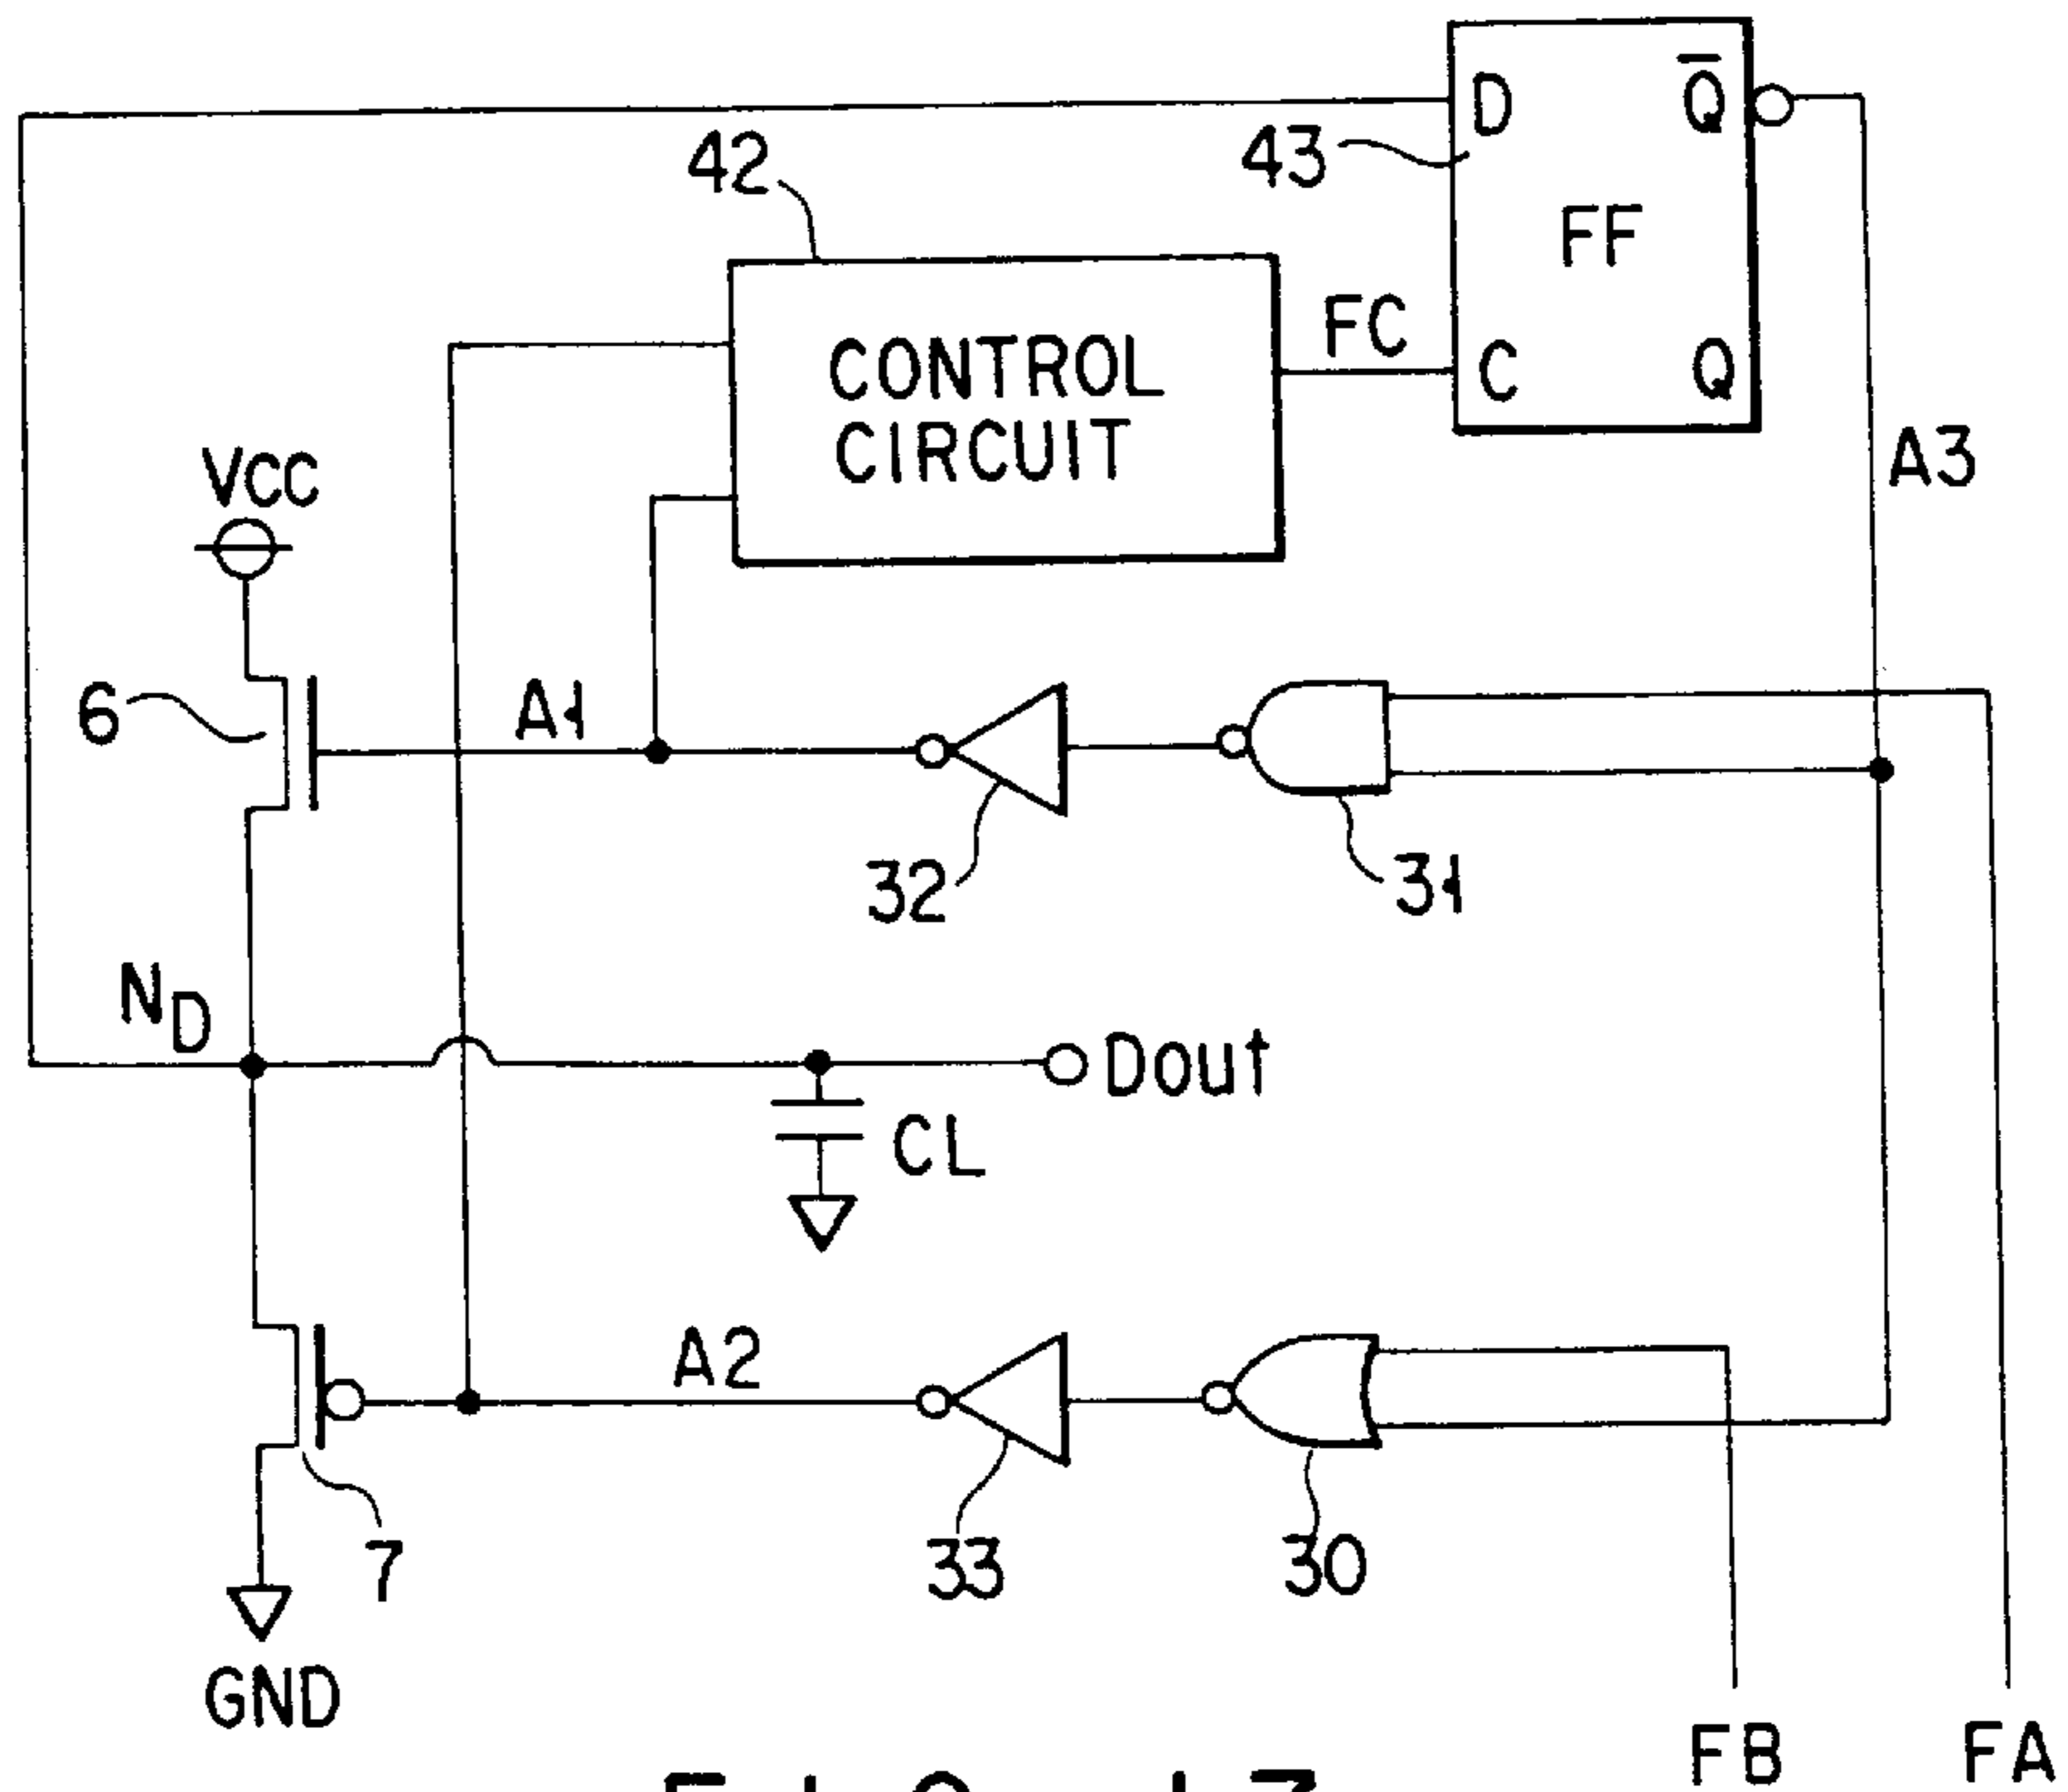 D
Q̅
42
43
FF
CONTROL
CIRCUIT
FC
C
Q
A3
VCC
6
A1
32
31
ND
Dout
CL
A2
7
33
30
GND
FB
FA